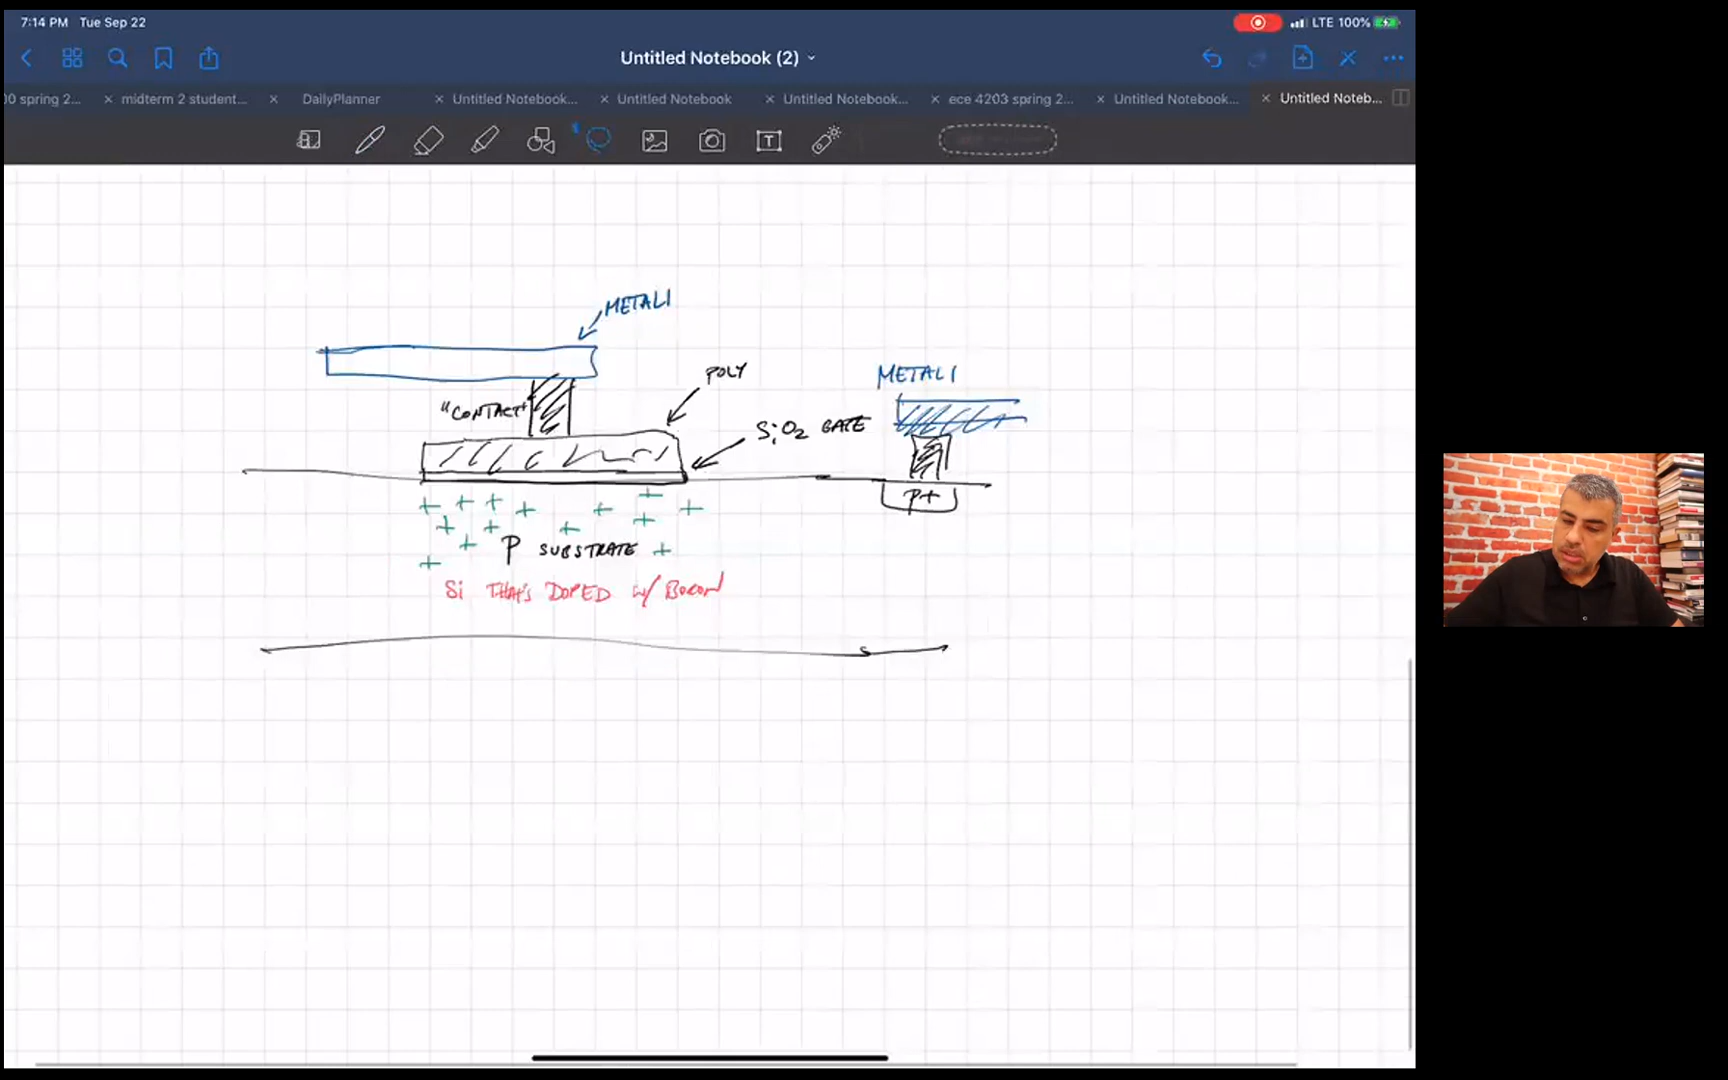 7:14 PM Tue Sep 22
LTE 100%
Untitled Notebook (2)
00 spring 2...
midterm 2 student...
DailyPlanner
Untitled Notebook...
Untitled Notebook
Untitled Notebook...
ece 4203 spring 2...
Untitled Notebook...
Untitled Noteb...
T
METAL1
POLY
METAL1
"CONTACT"
SiO2 GATE
P+
P SUBSTRATE
Si THAT'S DOPED w/ BORON